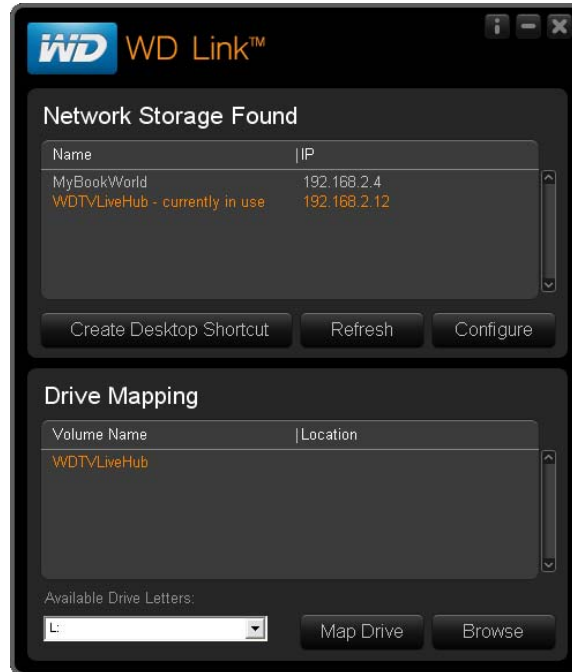 WD WD Link™
Network Storage Found
Name |IP
MyBookWorld 192.168.2.4
WDTVLiveHub - currently in use 192.168.2.12
Create Desktop Shortcut Refresh Configure
Drive Mapping
Volume Name |Location
WDTVLiveHub
Available Drive Letters:
L: Map Drive Browse